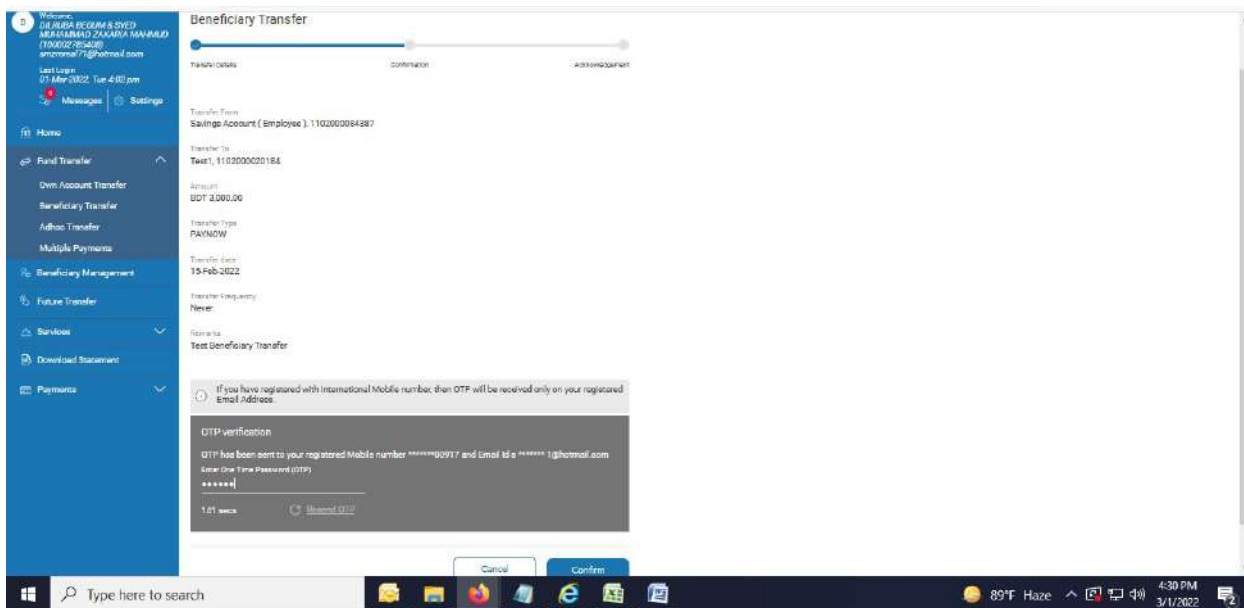 D
Welcome,
DILRUBA BEGUM & SYED
MUHAMMAD ZAKARIA MAHMUD
(100002785408)
Last Login
01-Mar-2022, Tue 4:02 pm
Messages
Settings
Home
Fund Transfer
Own Account Transfer
Beneficiary Transfer
Adhoc Transfer
Multiple Payments
Beneficiary Management
Future Transfer
Services
Download Statement
Payments
Beneficiary Transfer
Transfer Details
Confirmation
Acknowledgement
Transfer From
Savings Account ( Employee ), 1102000084387
Transfer To
Test1, 1102000020184
Amount
BDT 3,000.00
Transfer Type
PAYNOW
Transfer date
15-Feb-2022
Transfer Frequency
Never
Remarks
Test Beneficiary Transfer
If you have registered with International Mobile number, then OTP will be received only on your registered
Email Address.
OTP verification
OTP has been sent to your registered Mobile number *******00917 and Email Id s ******* 1@hotmail.com
Enter One Time Password (OTP)
••••••
secs
Resend OTP
Cancel
Confirm
Type here to search
89°F Haze
4:30 PM
3/1/2022
2